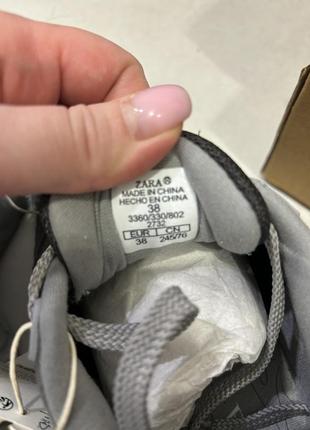 ZARA®
MADE IN CHINA
HECHO EN CHINA
38
3360/330/802
2732
EUR CN
38 245/76